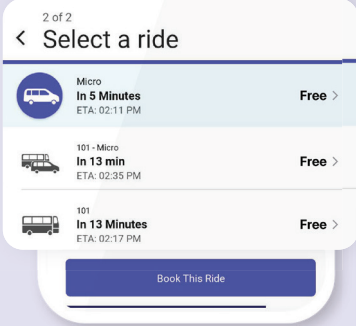 2 of 2
Select a ride
Micro
In 5 Minutes
Free
ETA: 02:11 PM
101 - Micro
In 13 min
Free
ETA: 02:35 PM
101
In 13 Minutes
Free
ETA: 02:17 PM
Book This Ride